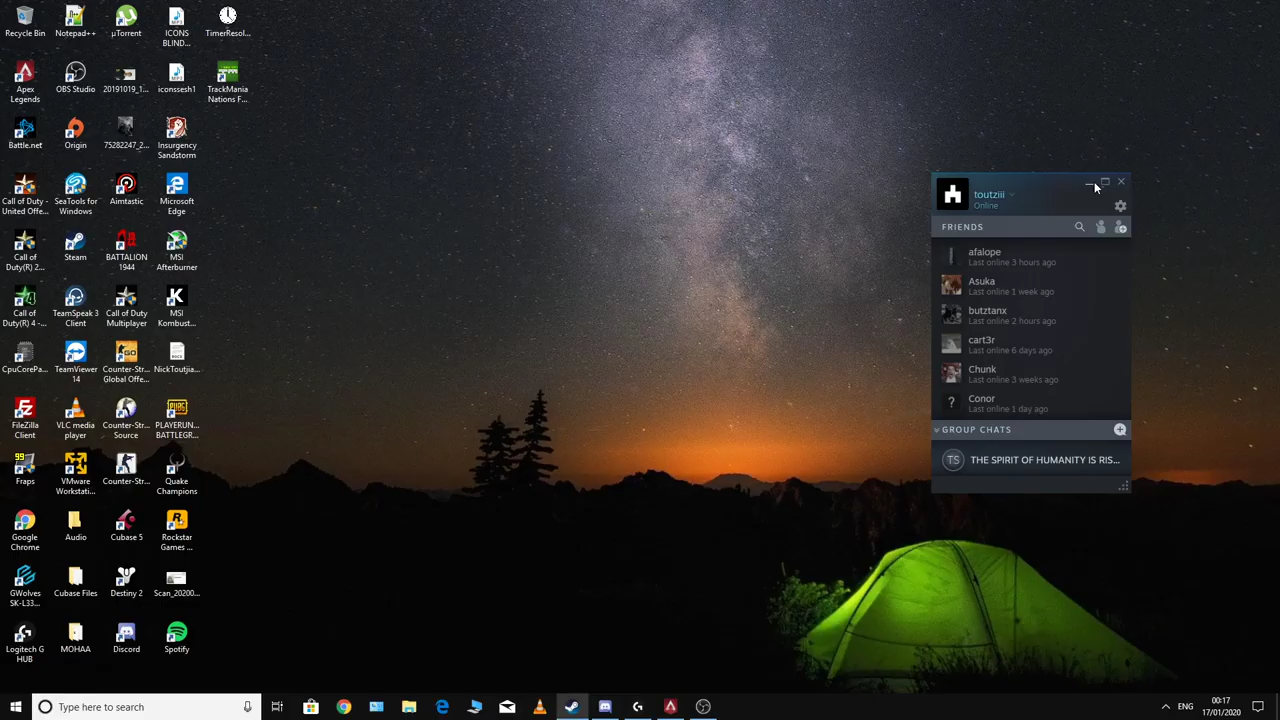 Recycle Bin
Notepad++
µTorrent
ICONS
BLIND...
TimerResol...
Apex
Legends
OBS Studio
20191019_1...
iconssesh1
TrackMania
Nations F...
Battle.net
Origin
75282247_2...
Insurgency
Sandstorm
Call of Duty -
United Offe...
SeaTools for
Windows
Aimtastic
Microsoft
Edge
Call of
Duty(R) 2...
Steam
BATTALION
1944
MSI
Afterburner
Call of
Duty(R) 4 -...
TeamSpeak 3
Client
Call of Duty
Multiplayer
MSI
Kombust...
CpuCorePa...
TeamViewer
14
Counter-Str...
Global Offe...
NickToutjia...
FileZilla
Client
VLC media
player
Counter-Str...
Source
PLAYERUN...
BATTLEGR...
99
Fraps
VMware
Workstati...
Counter-Str...
Quake
Champions
Google
Chrome
Audio
Cubase 5
Rockstar
Games ...
GWolves
SK-L33...
Cubase Files
Destiny 2
Scan_20200...
Logitech G
HUB
MOHAA
Discord
Spotify
toutziii
Online
FRIENDS
afalope
Last online 3 hours ago
Asuka
Last online 1 week ago
butztanx
Last online 2 hours ago
cart3r
Last online 6 days ago
Chunk
Last online 3 weeks ago
? Conor
Last online 1 day ago
GROUP CHATS
TS THE SPIRIT OF HUMANITY IS RIS...
Type here to search
ENG
00:17
17/01/2020